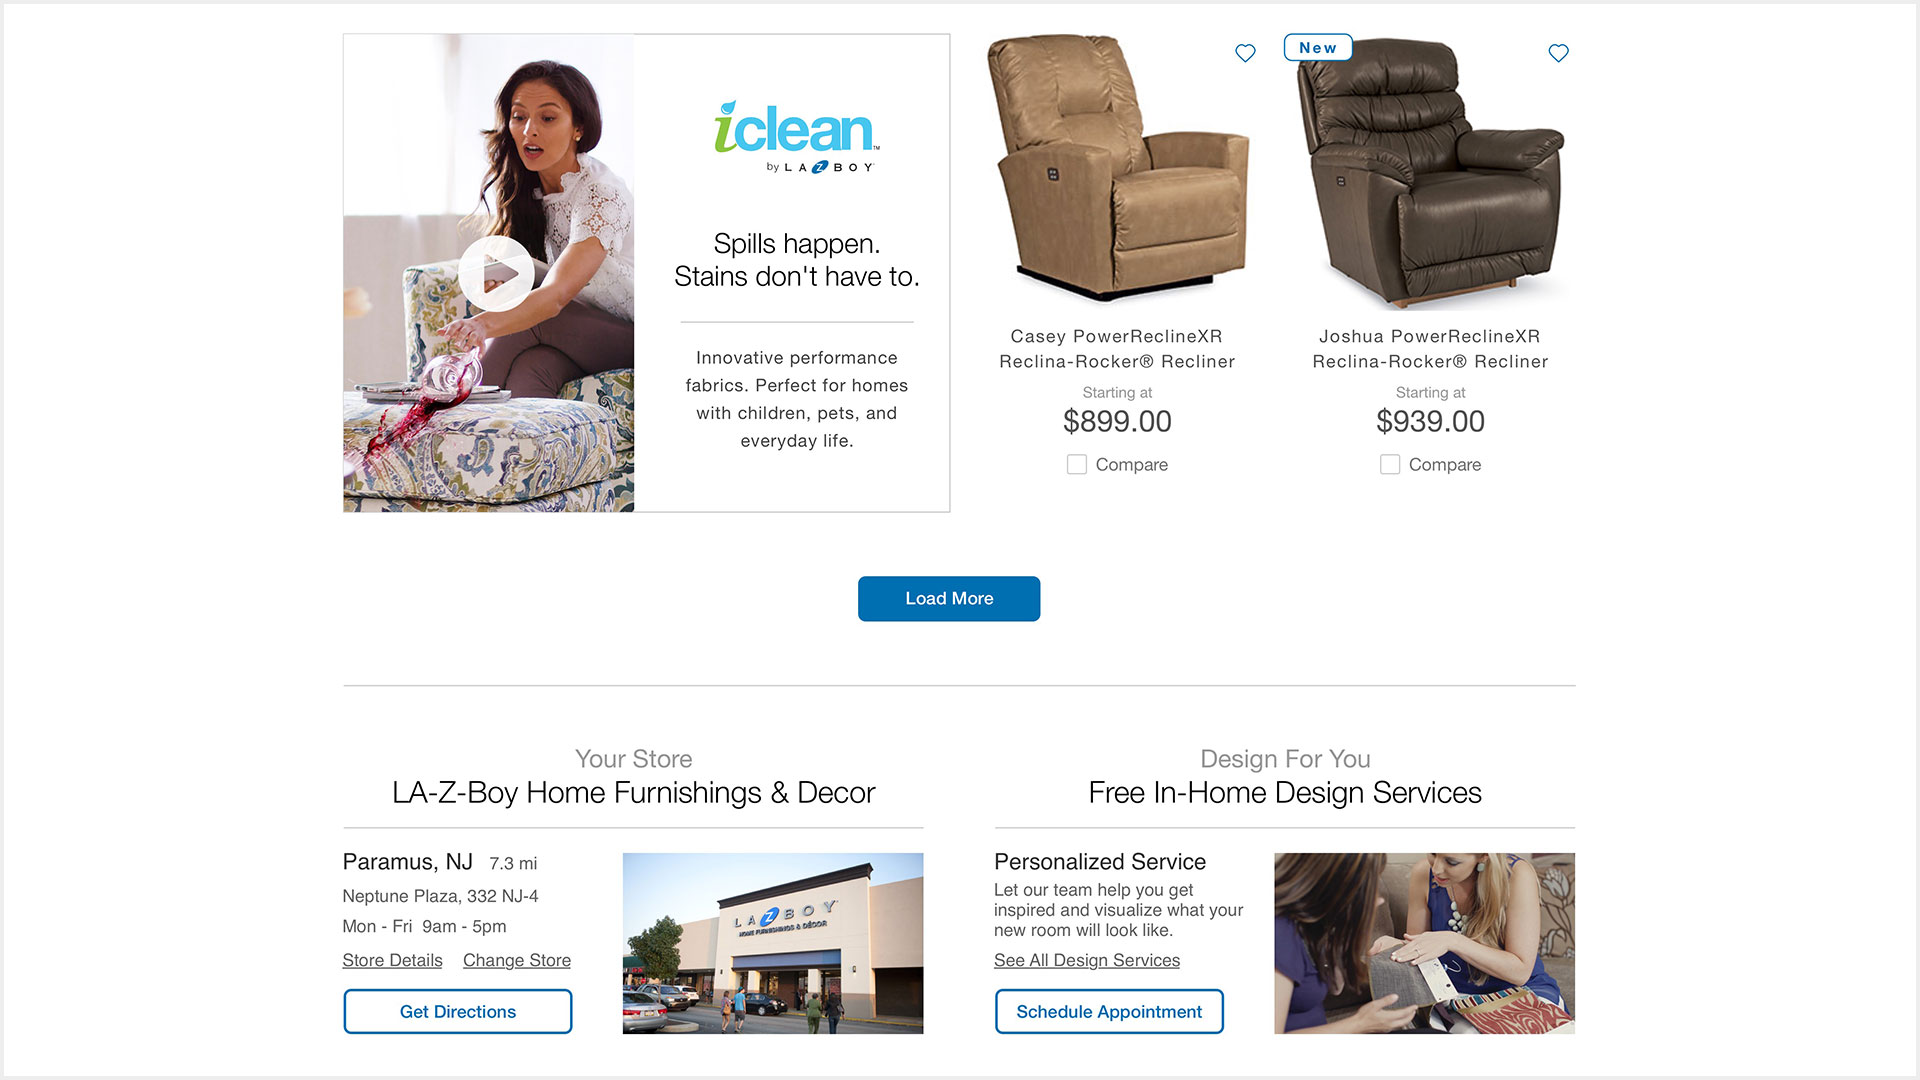 iclean™
by LA Z BOY
Spills happen.
Stains don't have to.
Innovative performance
fabrics. Perfect for homes
with children, pets, and
everyday life.
Casey PowerReclineXR
Reclina-Rocker® Recliner
Starting at
$899.00
Compare
New
Joshua PowerReclineXR
Reclina-Rocker® Recliner
Starting at
$939.00
Compare
Load More
Your Store
LA-Z-Boy Home Furnishings & Decor
Paramus, NJ 7.3 mi
Neptune Plaza, 332 NJ-4
Mon - Fri 9am - 5pm
Store Details Change Store
Get Directions
LA Z BOY
HOME FURNISHINGS & DÉCOR
Design For You
Free In-Home Design Services
Personalized Service
Let our team help you get
inspired and visualize what your
new room will look like.
See All Design Services
Schedule Appointment